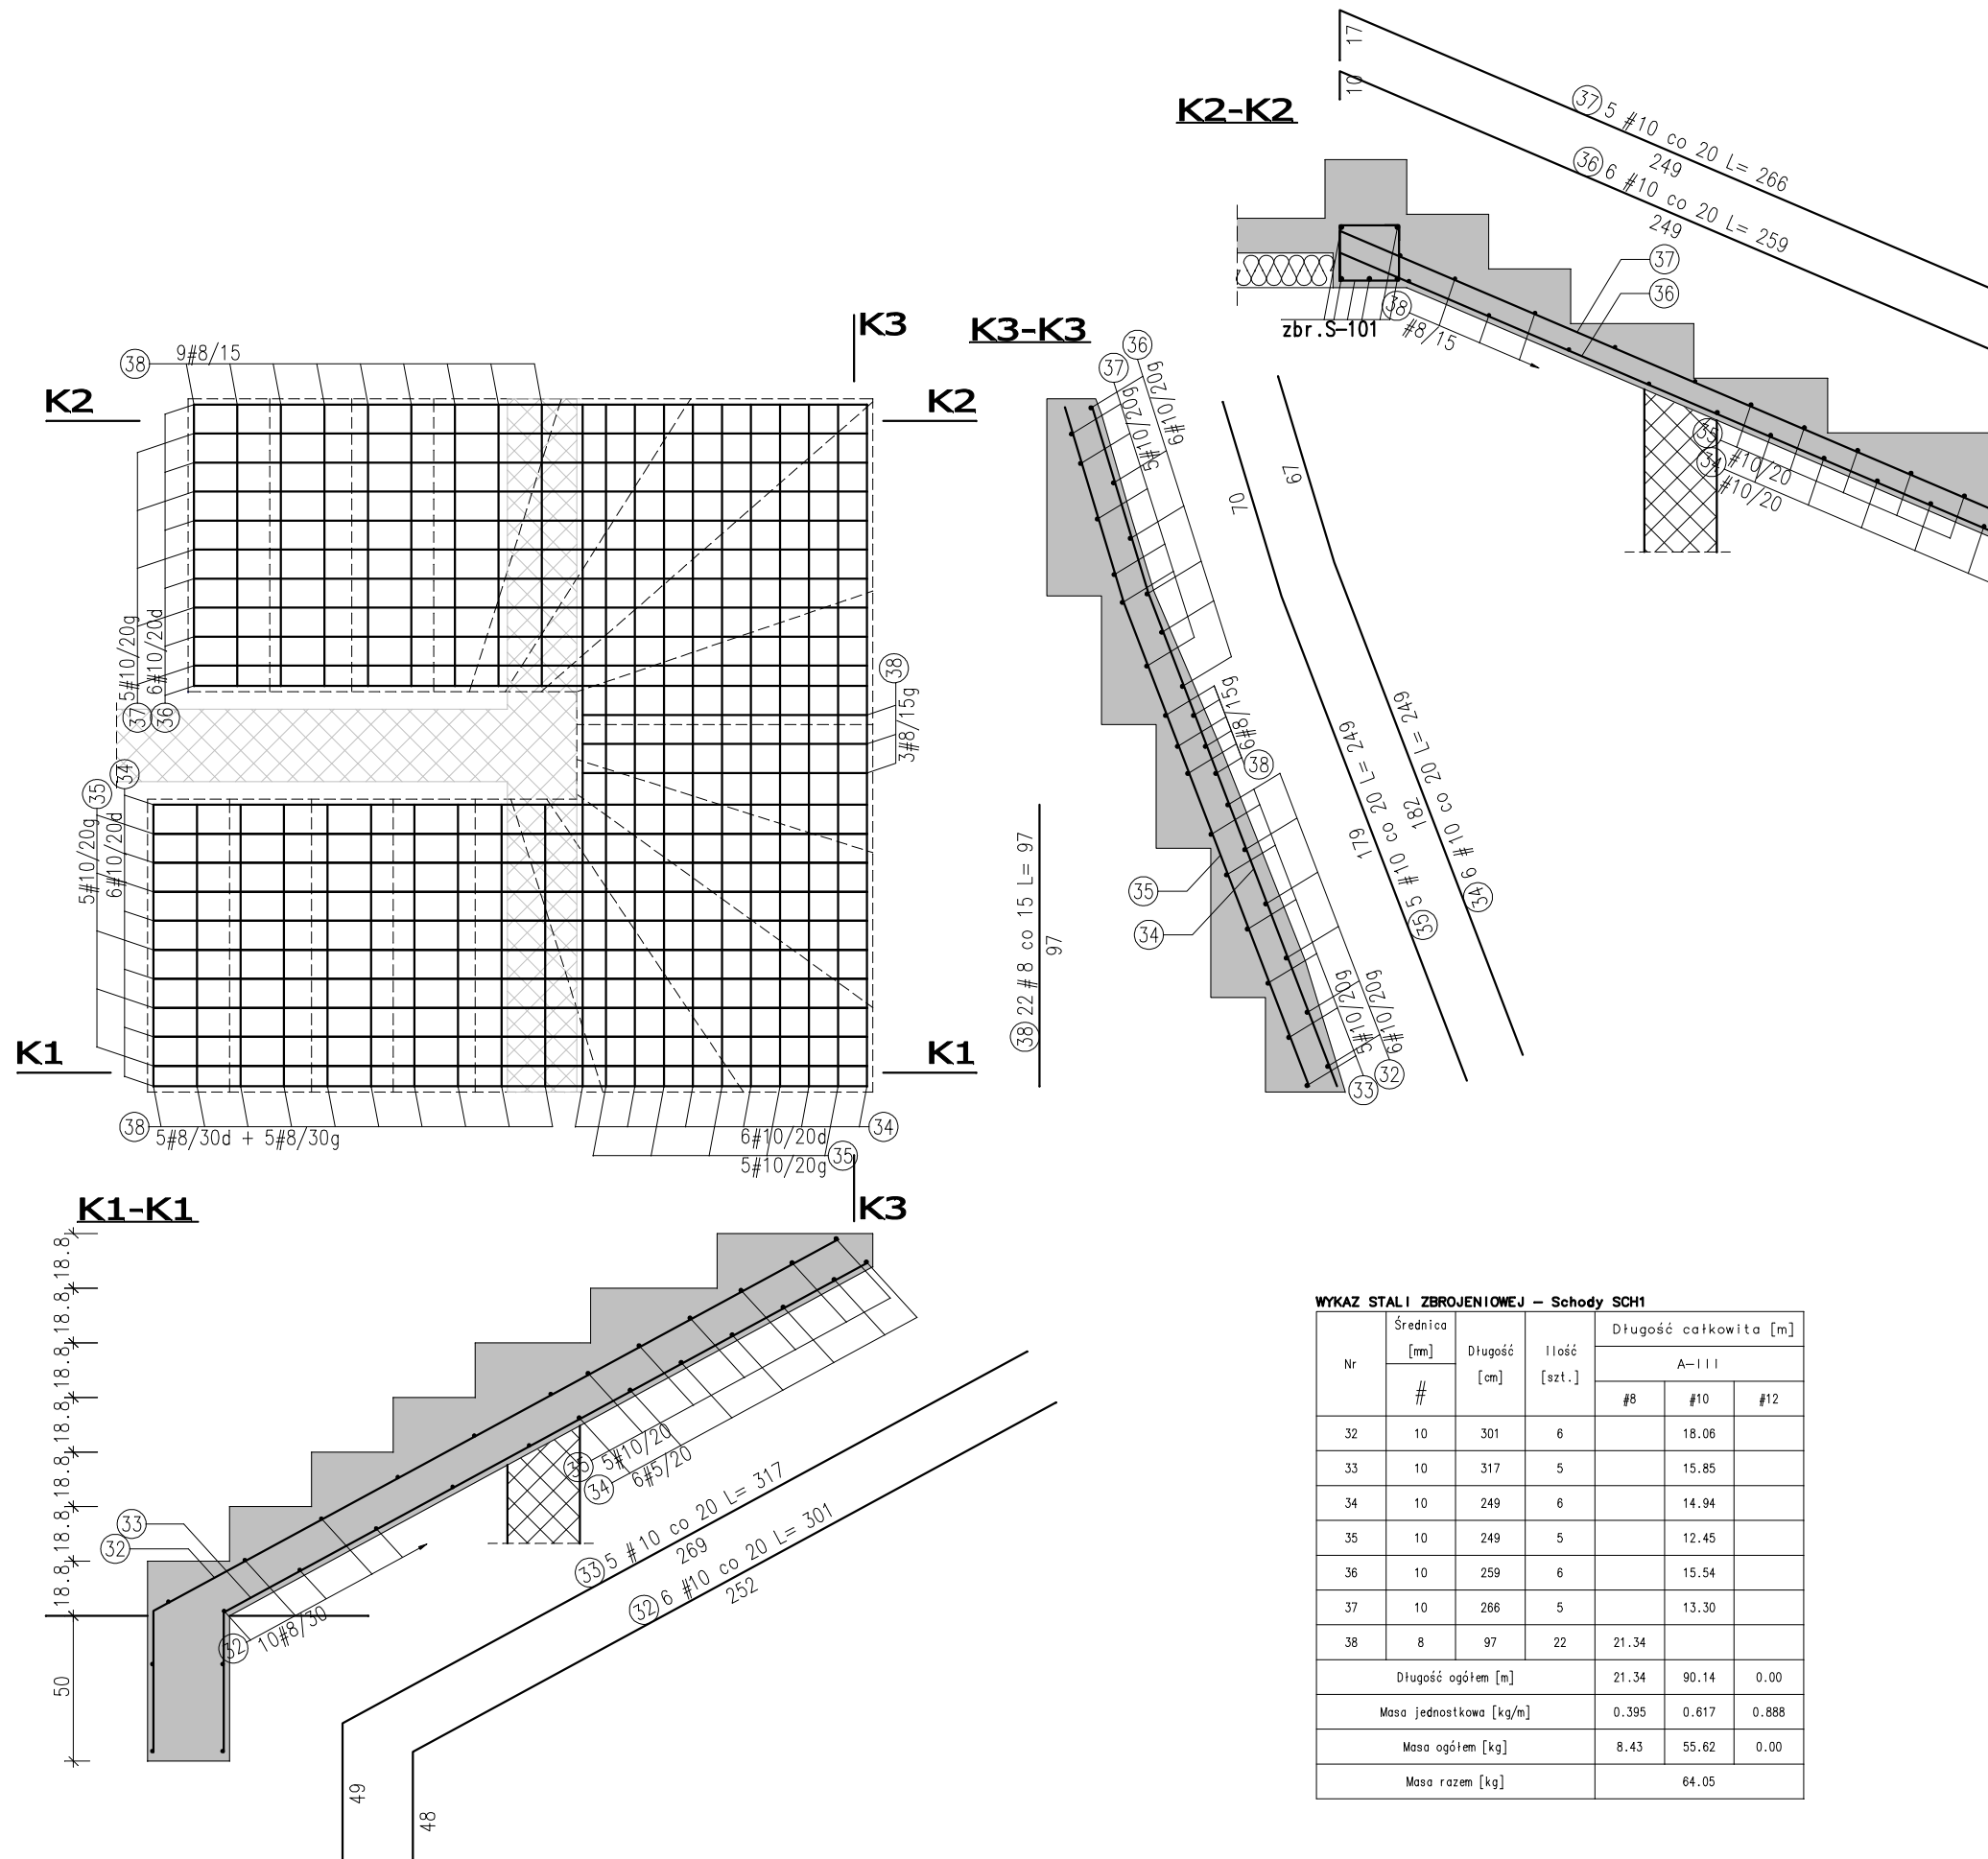 17
10
K2-K2
37 5 #10 co 20 L= 266
249
36 6 #10 co 20 L= 259
249
37
36
38
#8/15
zbr.S-101
35
#10/20
34
#10/20
K3
K3-K3
38
9#8/15
K2
K2
36
37
5#10/20g
6#10/20g
67
70
5#10/20g
6#10/20d
37
36
38
3#8/15g
35
34
5#10/20g
6#10/20d
6#8/15g
38
249
179
35 5 #10 co 20 L= 249
182
34 6 #10 co 20 L= 249
38 22 #8 co 15 L= 97
97
35
34
5#10/20g
6#10/20g
33
32
K1
K1
38
5#8/30d + 5#8/30g
6#10/20d
34
5#10/20g
35
K1-K1
K3
18.8
18.8
18.8
18.8
18.8
18.8
18.8
50
33
32
32
10#8/30
35
5#10/20
34
6#5/20
33 5 #10 co 20 L= 317
269
32 6 #10 co 20 L= 301
252
49
48
WYKAZ STALI ZBROJENIOWEJ – Schody SCH1
Nr Średnica [mm] # Długość [cm] Ilość [szt.] Długość całkowita [m]
A-III
#8 #10 #12
32 10 301 6 18.06
33 10 317 5 15.85
34 10 249 6 14.94
35 10 249 5 12.45
36 10 259 6 15.54
37 10 266 5 13.30
38 8 97 22 21.34
Długość ogółem [m] 21.34 90.14 0.00
Masa jednostkowa [kg/m] 0.395 0.617 0.888
Masa ogółem [kg] 8.43 55.62 0.00
Masa razem [kg] 64.05